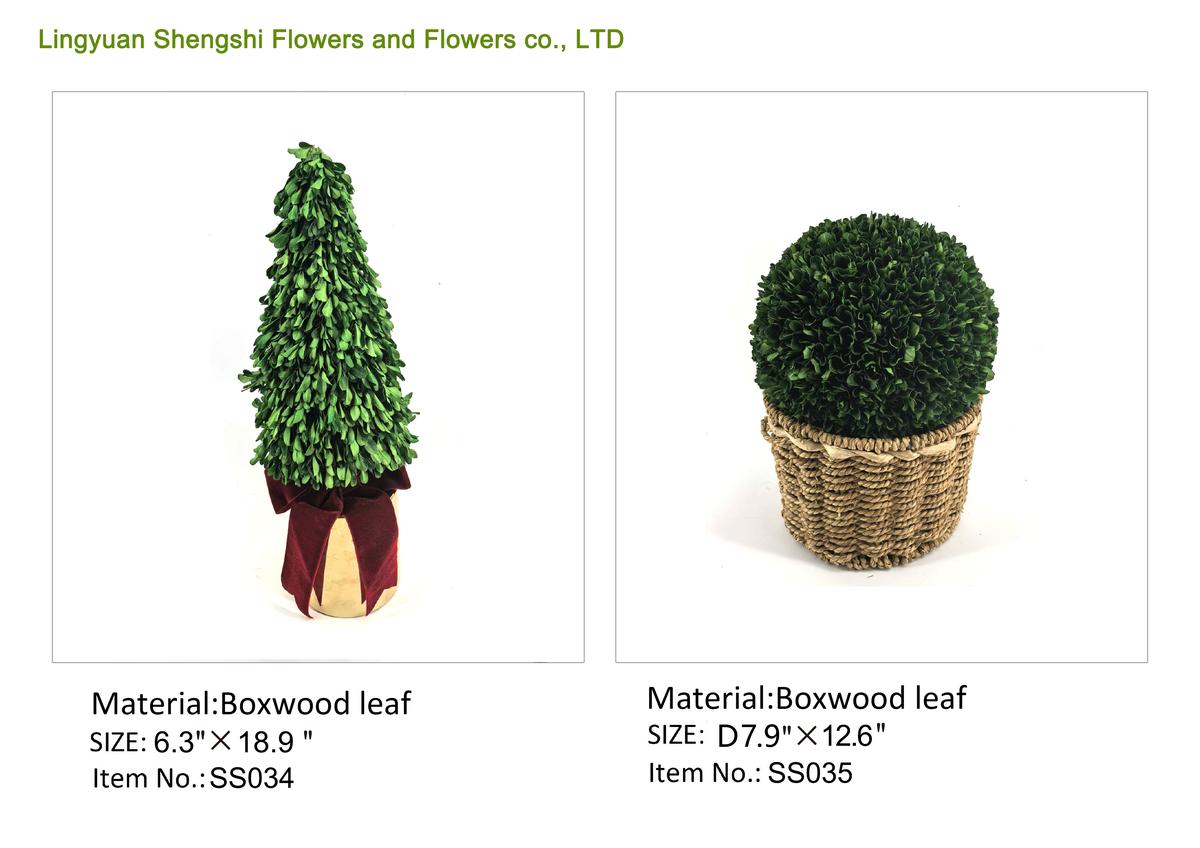 Lingyuan Shengshi Flowers and Flowers co., LTD
Material:Boxwood leaf
SIZE: 6.3"×18.9 "
Item No.:SS034
Material:Boxwood leaf
SIZE: D7.9"×12.6"
Item No.: SS035